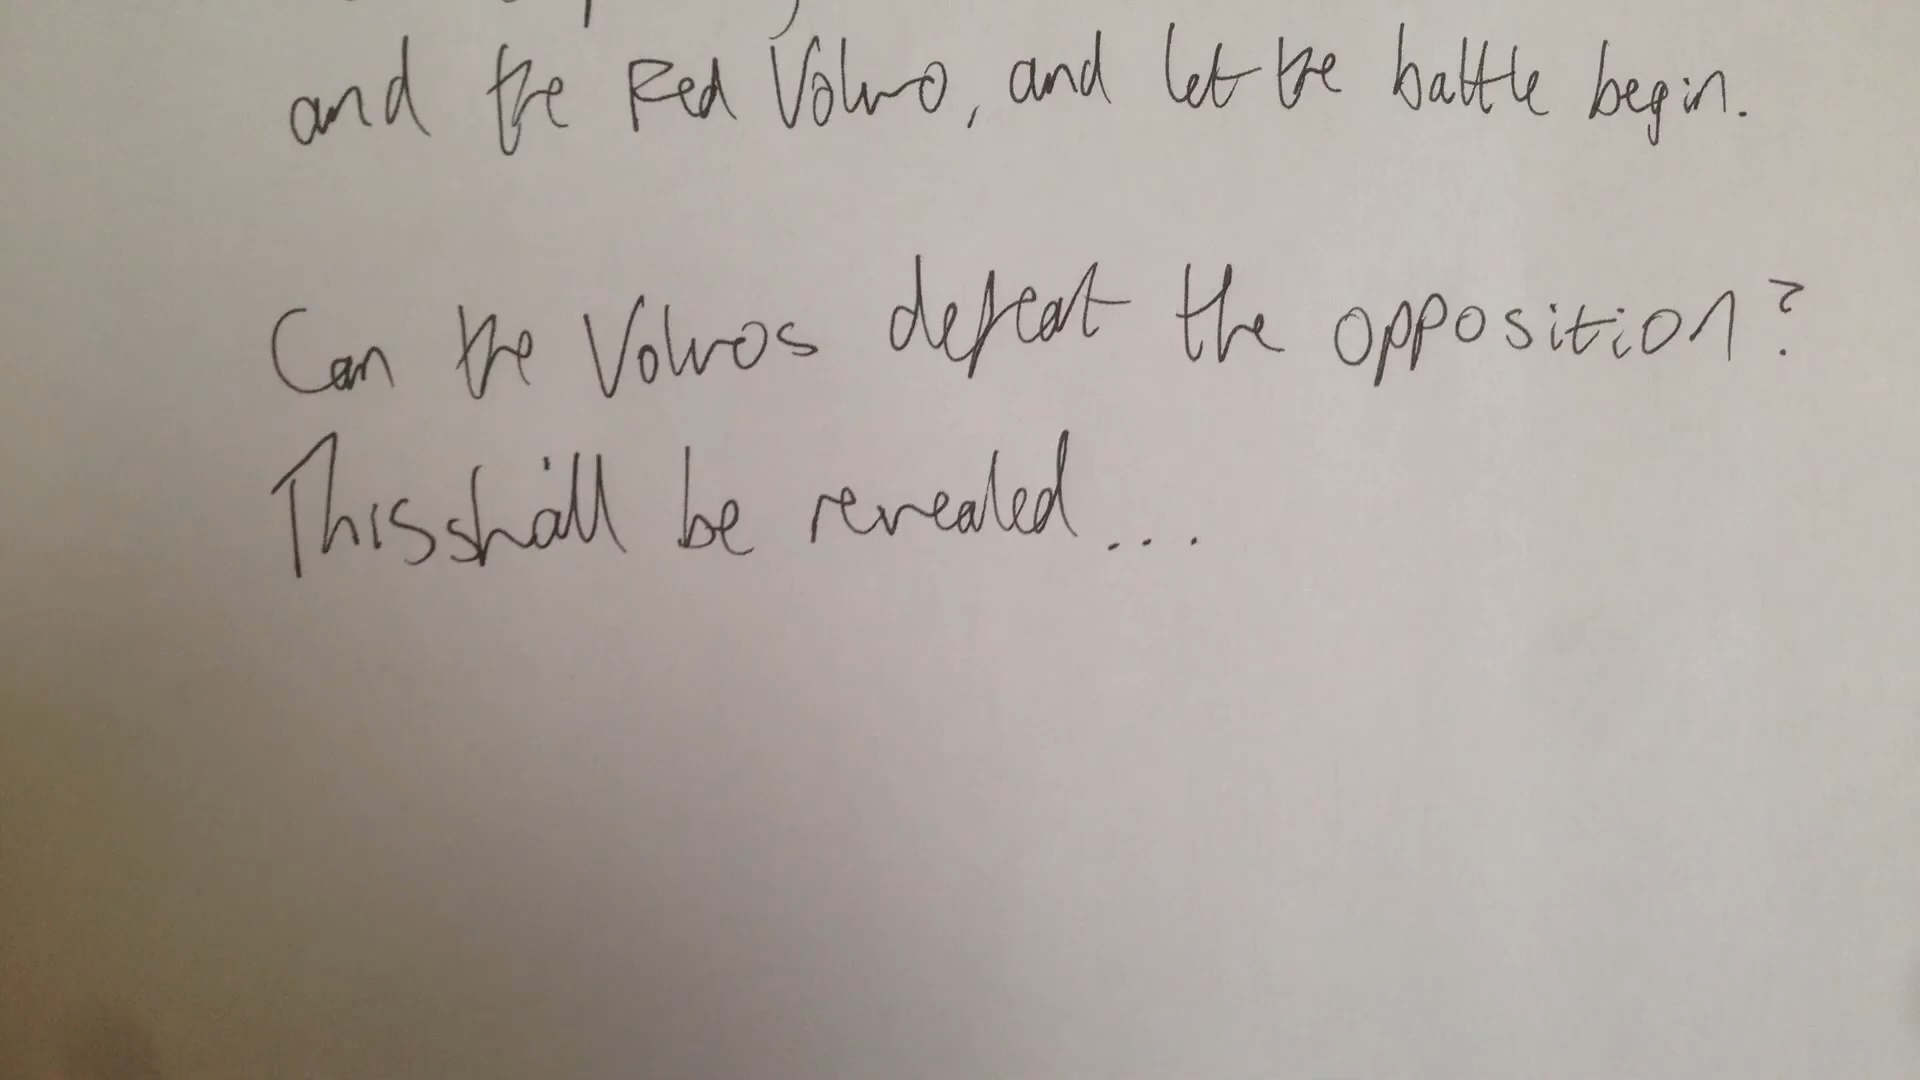 and the Red Volvo, and let the battle begin.
Can the Volvos defeat the opposition?
This shall be revealed...